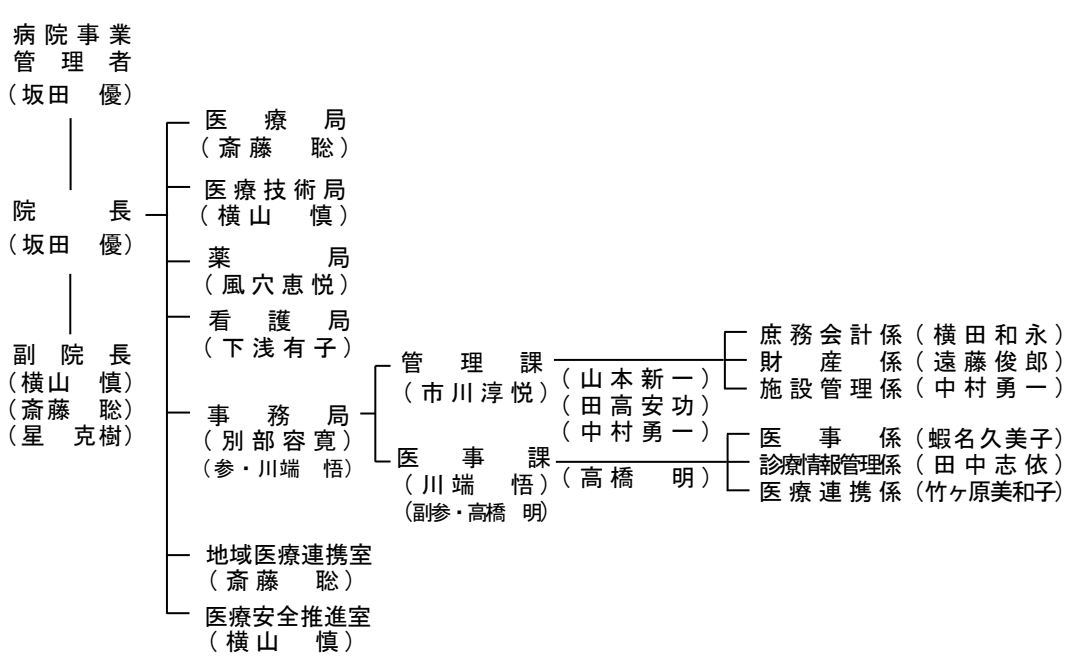 病院事業
管理者
(坂田　優)
院　　長
(坂田　優)
副院長
(横山　慎)
(斎藤　聡)
(星　克樹)
医療局
(斎藤　聡)
医療技術局
(横山　慎)
薬　　局
(風穴恵悦)
看護局
(下浅有子)
事務局
(別部容寛)
(参・川端　悟)
地域医療連携室
(斎藤　聡)
医療安全推進室
(横山　慎)
管理課
(市川淳悦)
(山本新一)
(田高安功)
(中村勇一)
庶務会計係(横田和永)
財産係(遠藤俊郎)
施設管理係(中村勇一)
医事課
(川端　悟)
(副参・高橋　明)
(高橋　明)
医事係(蝦名久美子)
診療情報管理係(田中志依)
医療連携係(竹ヶ原美和子)